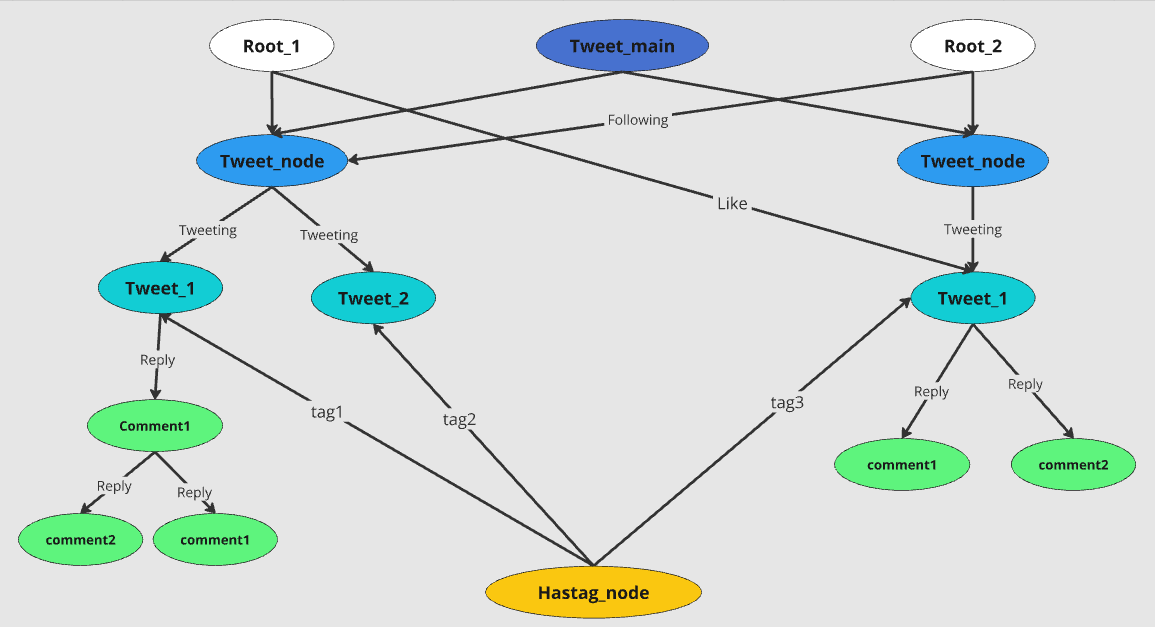 Root_1
Tweet_main
Root_2
Following
Tweet_node
Tweet_node
Like
Tweeting
Tweeting
Tweeting
Tweet_1
Tweet_2
Tweet_1
Reply
Reply
Reply
tag1
tag2
tag3
Comment1
comment1
comment2
Reply
Reply
comment2
comment1
Hastag_node